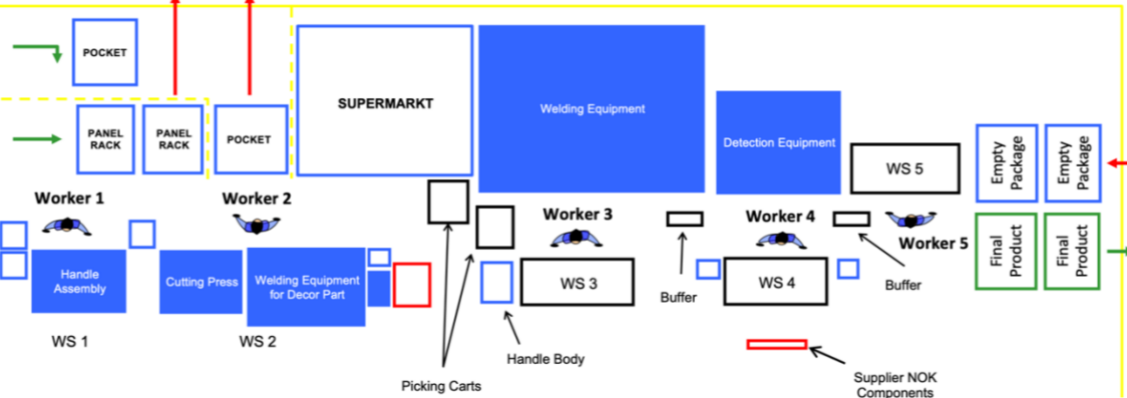 POCKET
SUPERMARKT
Welding Equipment
Detection Equipment
PANEL
RACK
PANEL
RACK
POCKET
WS 5
Empty
Package
Empty
Package
Worker 1
Worker 2
Worker 3
Worker 4
Worker 5
Final
Product
Final
Product
Handle
Assembly
Cutting Press
Welding Equipment
for Decor Part
WS 3
WS 4
Buffer
Buffer
WS 1
WS 2
Handle Body
Picking Carts
Supplier NOK
Components